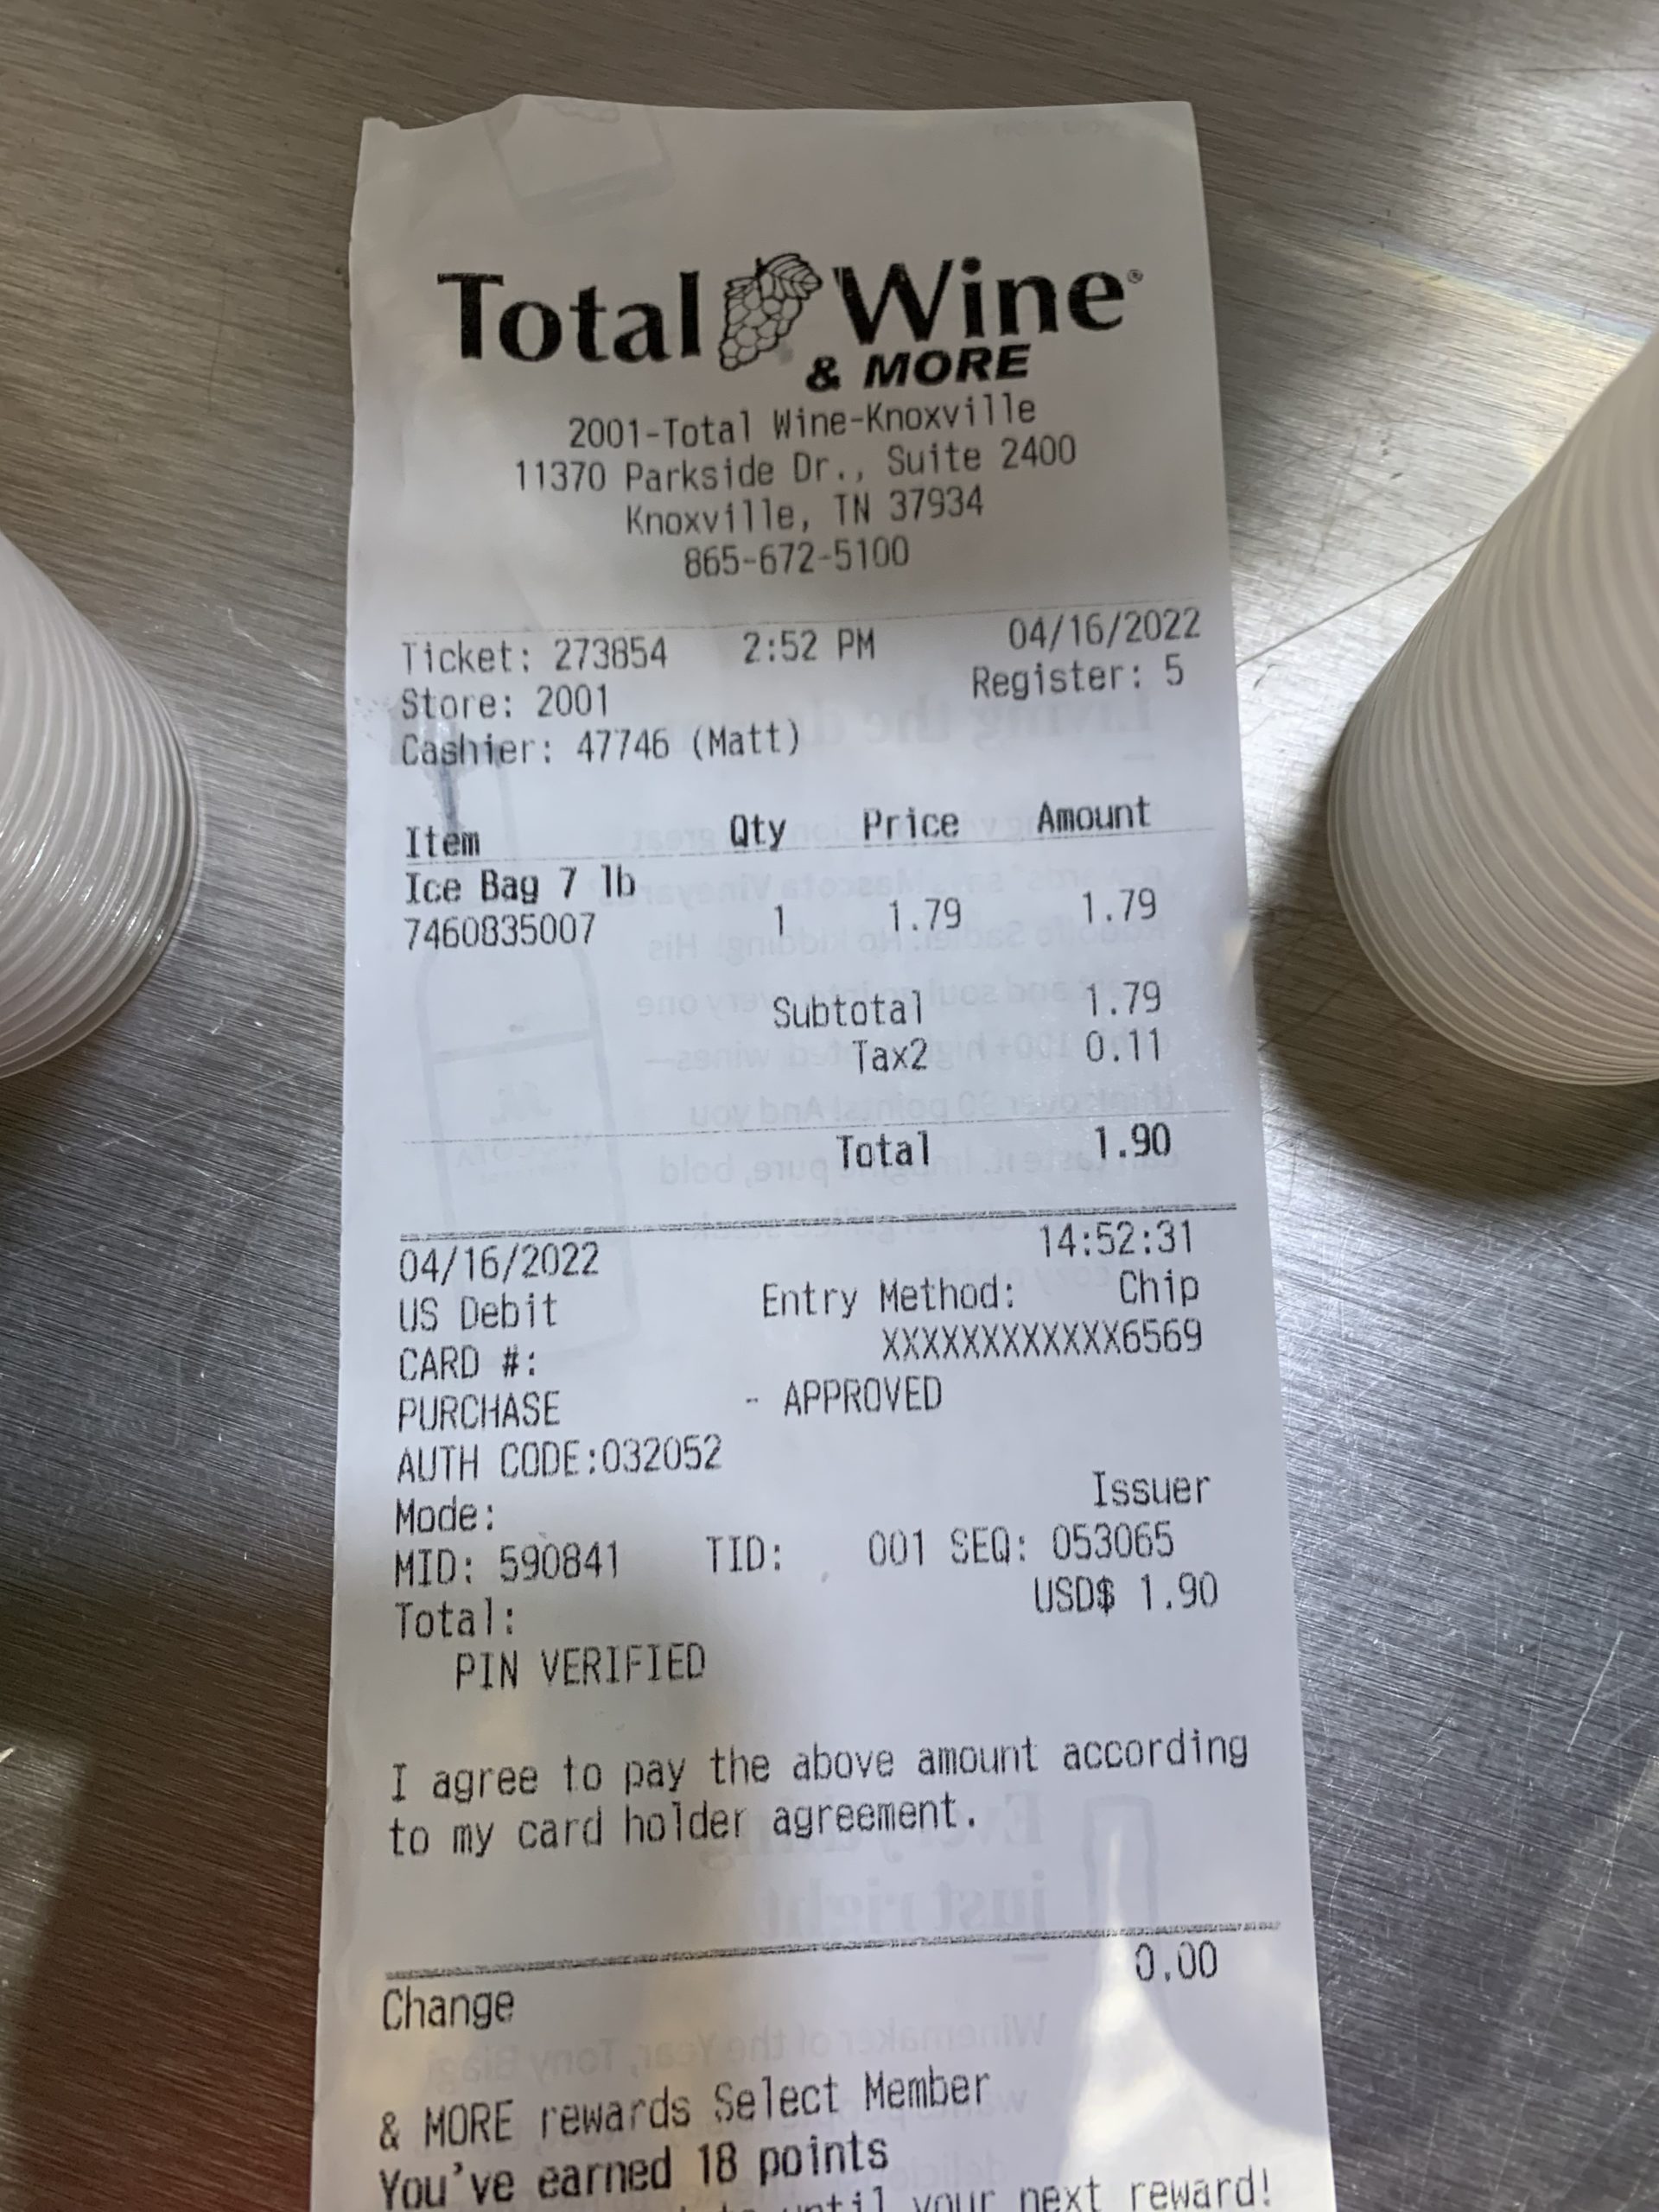 Total Wine®
& MORE
2001-Total Wine-Knoxville
11370 Parkside Dr., Suite 2400
Knoxville, TN 37934
865-672-5100
Ticket: 273854 2:52 PM 04/16/2022
Store: 2001 Register: 5
Cashier: 47746 (Matt)
Item Qty Price Amount
Ice Bag 7 lb
7460835007 1 1.79 1.79
Subtotal 1.79
Tax2 0.11
Total 1.90
04/16/2022 14:52:31
US Debit Entry Method: Chip
CARD #: XXXXXXXXXXXX6569
PURCHASE - APPROVED
AUTH CODE:032052
Mode: Issuer
MID: 590841 TID: 001 SEQ: 053065
Total: USD$ 1.90
PIN VERIFIED
I agree to pay the above amount according
to my card holder agreement.
Change 0.00
& MORE rewards Select Member
You've earned 18 points
until your next reward!